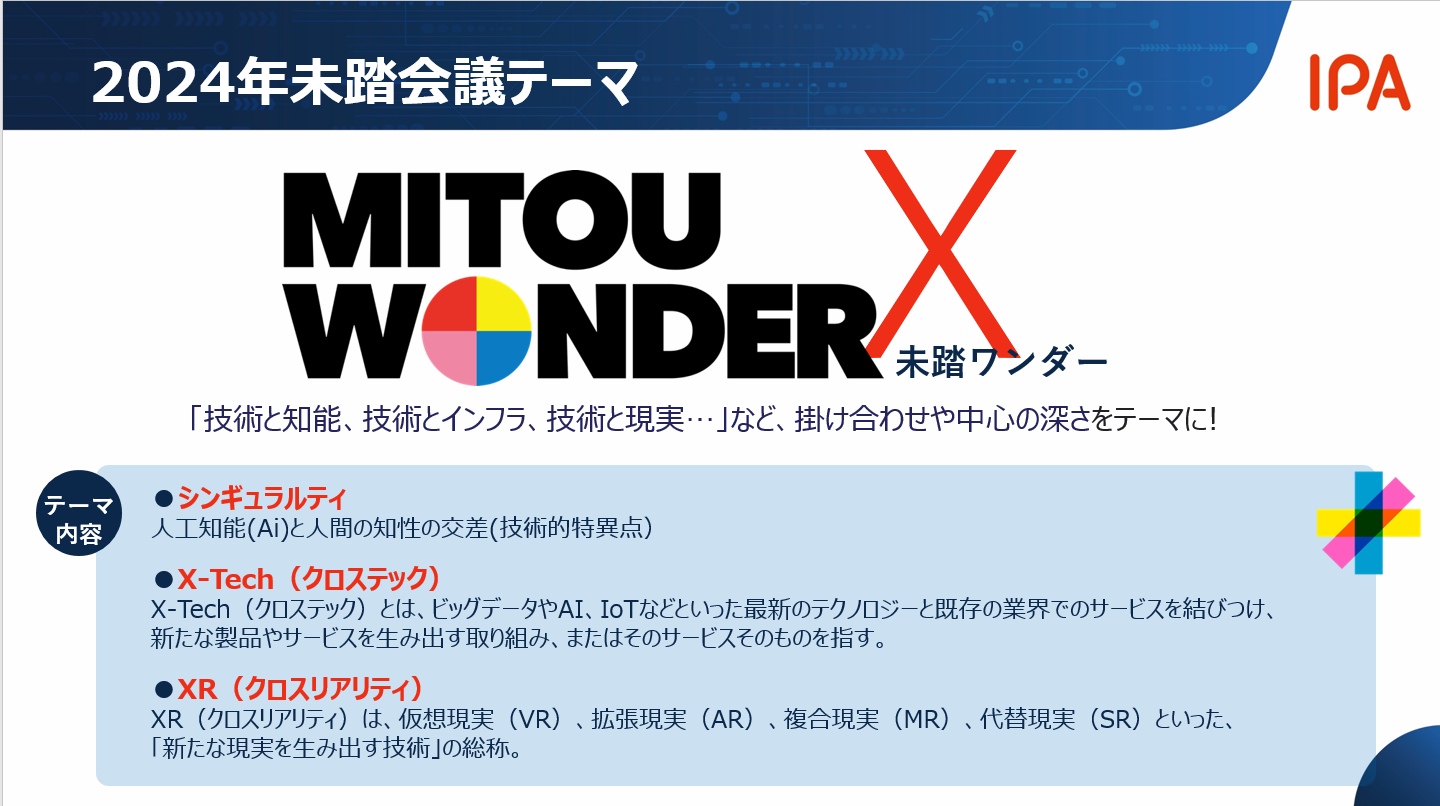 2024年未踏会議テーマ
IPA
MITOU
WONDER X
未踏ワンダー
「技術と知能、技術とインフラ、技術と現実…」など、掛け合わせや中心の深さをテーマに!
テーマ
内容
●シンギュラルティ
人工知能(Ai)と人間の知性の交差(技術的特異点）
●X-Tech（クロステック）
X-Tech（クロステック）とは、ビッグデータやAI、IoTなどといった最新のテクノロジーと既存の業界でのサービスを結びつけ、
新たな製品やサービスを生み出す取り組み、またはそのサービスそのものを指す。
●XR（クロスリアリティ）
XR（クロスリアリティ）は、仮想現実（VR）、拡張現実（AR）、複合現実（MR）、代替現実（SR）といった、
「新たな現実を生み出す技術」の総称。